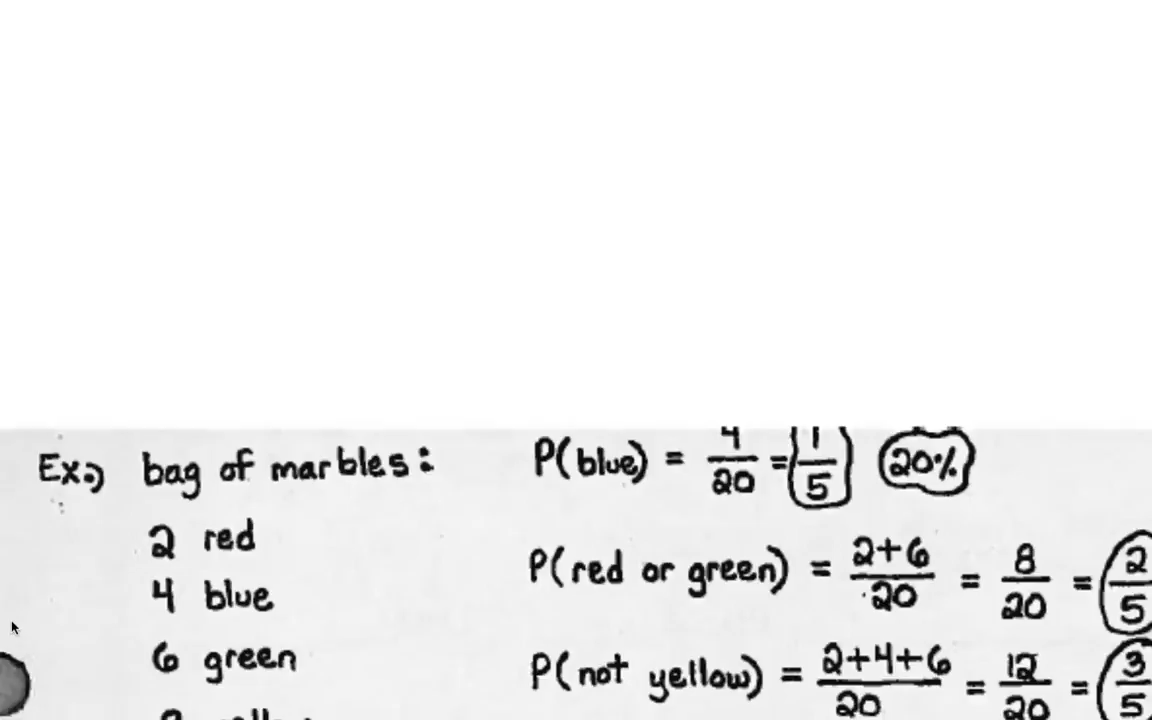 Ex.) bag of marbles:
2 red
4 blue
6 green
P(blue) = 4/20 = 1/5 20%
P(red or green) = 2+6/20 = 8/20 = 2/5
P(not yellow) = 2+4+6/20 = 12/20 = 3/5